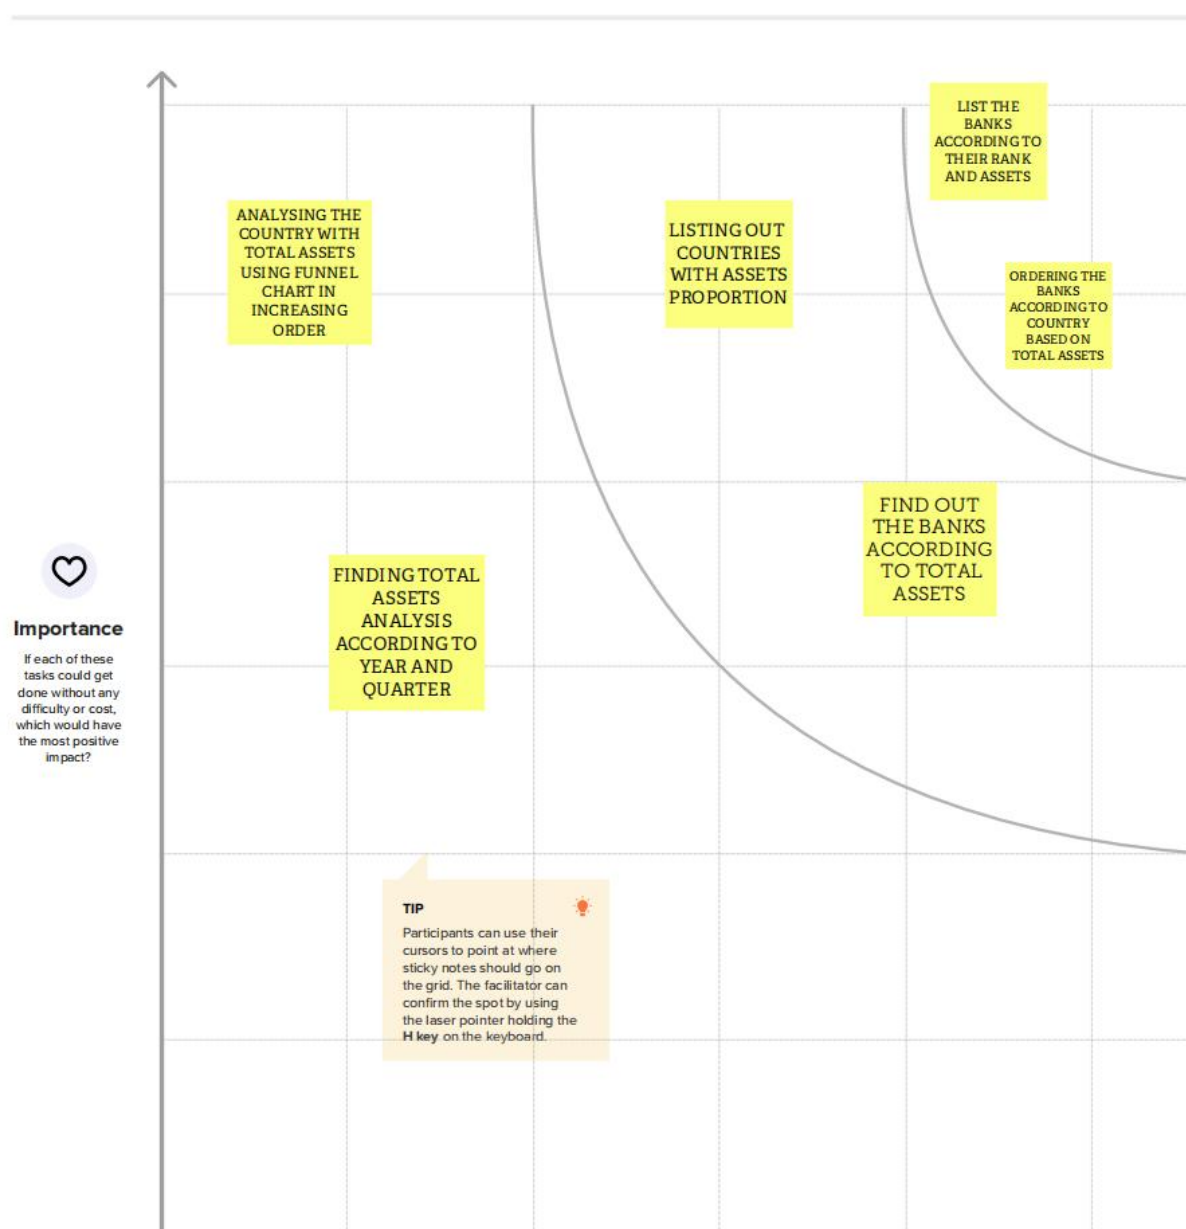 LIST THE
BANKS
ACCORDING TO
THEIR RANK
AND ASSETS
ANALYSING THE
COUNTRY WITH
TOTAL ASSETS
USING FUNNEL
CHART IN
INCREASING
ORDER
LISTING OUT
COUNTRIES
WITH ASSETS
PROPORTION
ORDERING THE
BANKS
ACCORDING TO
COUNTRY
BASED ON
TOTAL ASSETS
FIND OUT
THE BANKS
ACCORDING
TO TOTAL
ASSETS
FINDING TOTAL
ASSETS
ANALYSIS
ACCORDING TO
YEAR AND
QUARTER
Importance
If each of these
tasks could get
done without any
difficulty or cost,
which would have
the most positive
impact?
TIP
Participants can use their
cursors to point at where
sticky notes should go on
the grid. The facilitator can
confirm the spot by using
the laser pointer holding the
H key on the keyboard.